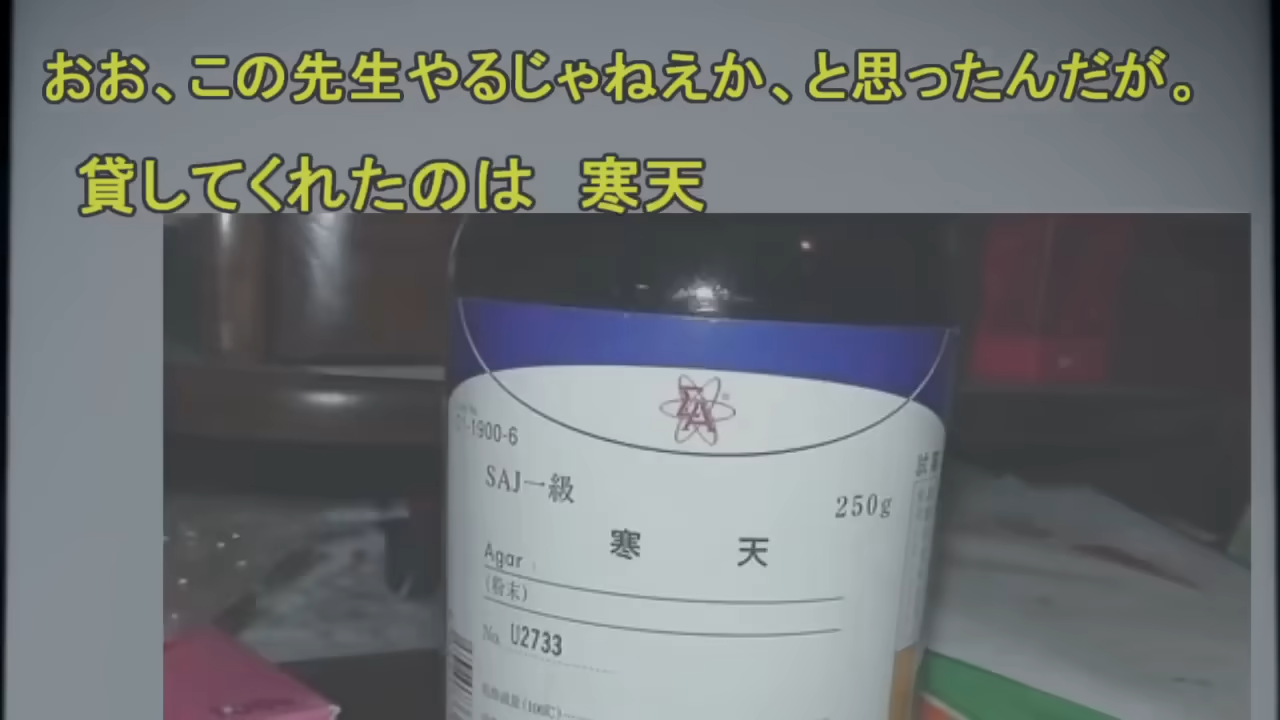 おお、この先生やるじゃねえか、と思ったんだが。
貸してくれたのは　寒天
-1900-6
SAJ一級
250g
寒　天
Agar
(粉末)
No. U2733